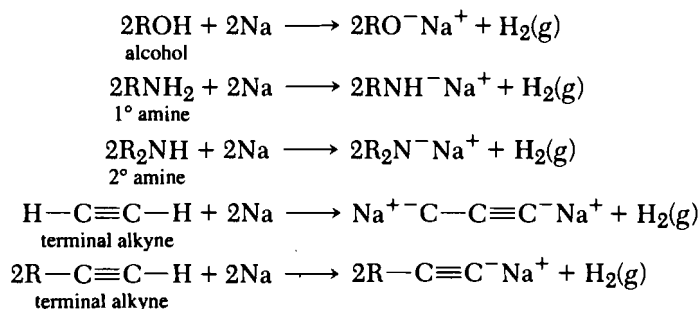 2ROH + 2Na ⟶ 2RO⁻Na⁺ + H₂(g)
alcohol
2RNH₂ + 2Na ⟶ 2RNH⁻Na⁺ + H₂(g)
1° amine
2R₂NH + 2Na ⟶ 2R₂N⁻Na⁺ + H₂(g)
2° amine
H—C≡C—H + 2Na ⟶ Na⁺⁻C—C≡C⁻Na⁺ + H₂(g)
terminal alkyne
2R—C≡C—H + 2Na ⟶ 2R—C≡C⁻Na⁺ + H₂(g)
terminal alkyne